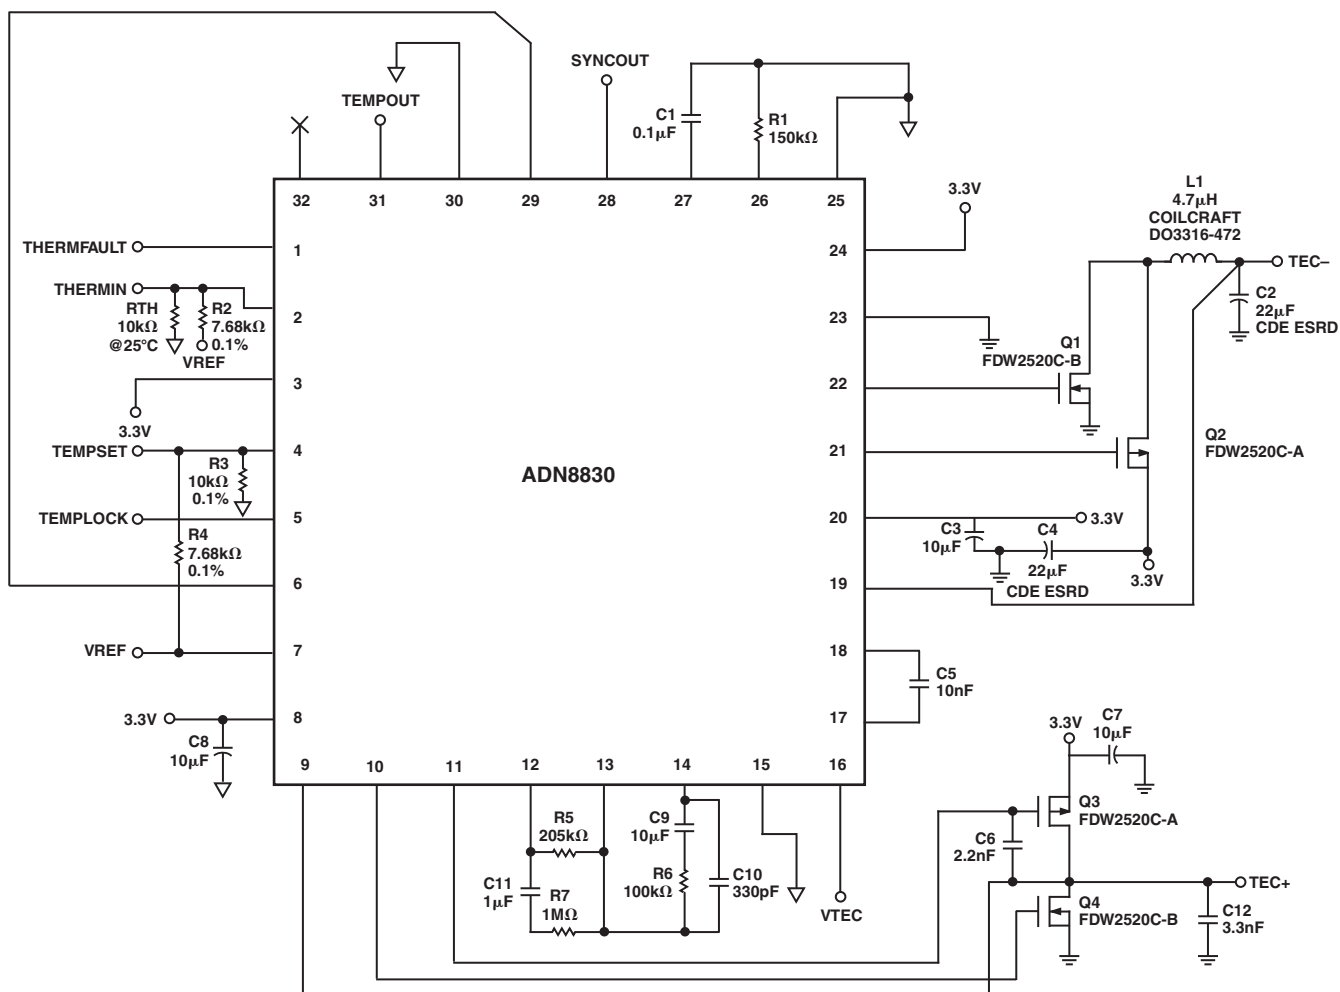 SYNCOUT
TEMPOUT
C1
0.1μF
R1
150kΩ
32
31
30
29
28
27
26
25
3.3V
L1
4.7μH
COILCRAFT
DO3316-472
TEC–
C2
22μF
CDE ESRD
THERMFAULT
1
24
THERMIN
RTH
10kΩ
@25°C
R2
7.68kΩ
0.1%
VREF
2
23
Q1
FDW2520C-B
3
22
3.3V
TEMPSET
4
21
Q2
FDW2520C-A
R3
10kΩ
0.1%
ADN8830
TEMPLOCK
5
20
3.3V
C3
10μF
C4
22μF
CDE ESRD
3.3V
R4
7.68kΩ
0.1%
6
19
VREF
7
18
C5
10nF
3.3V
8
17
C8
10μF
9
10
11
12
13
14
15
16
3.3V
C7
10μF
Q3
FDW2520C-A
R5
205kΩ
C9
10μF
C6
2.2nF
C11
1μF
R7
1MΩ
R6
100kΩ
C10
330pF
VTEC
TEC+
Q4
FDW2520C-B
C12
3.3nF